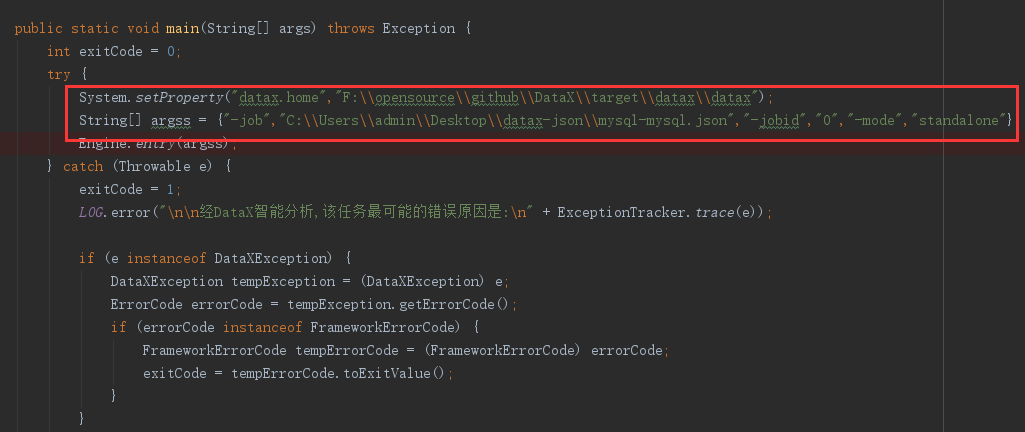 public static void main(String[] args) throws Exception {
int exitCode = 0;
try {
System.setProperty("datax.home","F:\\opensource\\github\\DataX\\target\\datax\\datax");
String[] argss = {"-job","C:\\Users\\admin\\Desktop\\datax-json\\mysql-mysql.json","-jobid","0","-mode","standalone"}
Engine.entry(argss);
} catch (Throwable e) {
exitCode = 1;
LOG.error("\n\n经DataX智能分析,该任务最可能的错误原因是:\n" + ExceptionTracker.trace(e));
if (e instanceof DataXException) {
DataXException tempException = (DataXException) e;
ErrorCode errorCode = tempException.getErrorCode();
if (errorCode instanceof FrameworkErrorCode) {
FrameworkErrorCode tempErrorCode = (FrameworkErrorCode) errorCode;
exitCode = tempErrorCode.toExitValue();
}
}